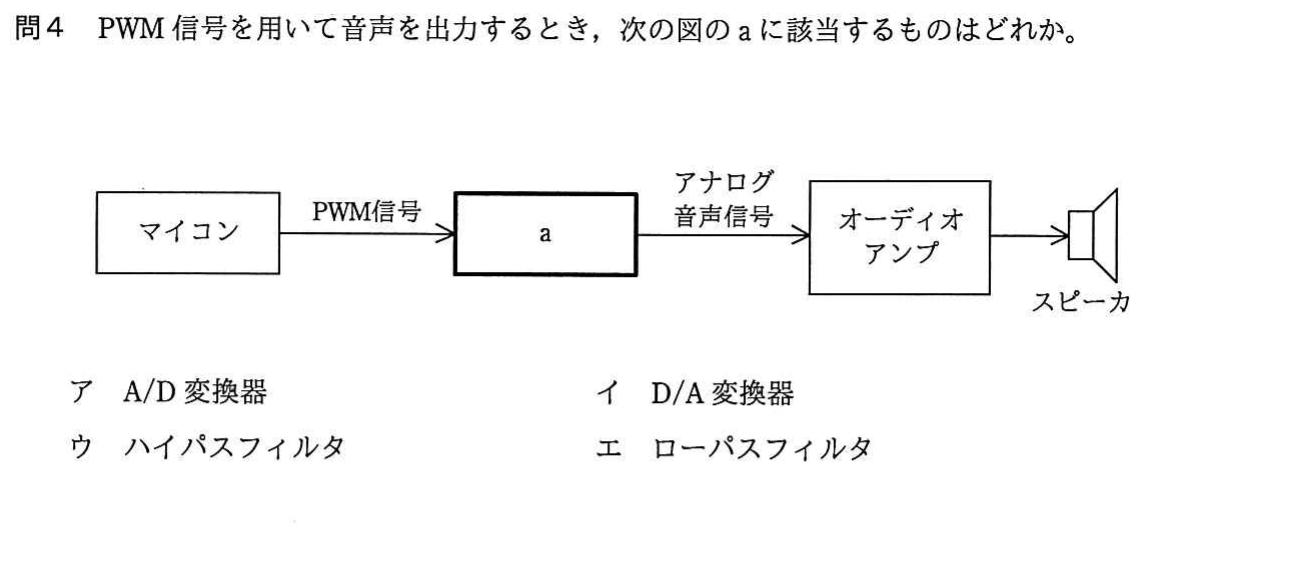 問4 PWM 信号を用いて音声を出力するとき，次の図の a に該当するものはどれか。
マイコン
PWM信号
a
アナログ
音声信号
オーディオ
アンプ
スピーカ
ア A/D 変換器
イ D/A 変換器
ウ ハイパスフィルタ
エ ローパスフィルタ